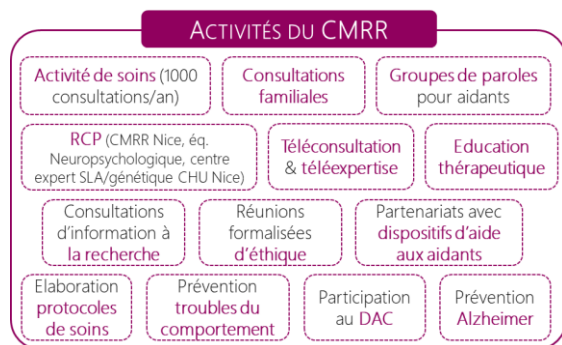 ACTIVITÉS DU CMRR
Activité de soins (1000
consultations/an)
Consultations
familiales
Groupes de paroles
pour aidants
RCP (CMRR Nice, éq.
Neuropsychologique, centre
expert SLA/génétique CHU Nice)
Téléconsultation
& téléexpertise
Education
thérapeutique
Consultations
d'information à
la recherche
Réunions
formalisées
d'éthique
Partenariats avec
dispositifs d'aide
aux aidants
Elaboration
protocoles
de soins
Prévention
troubles du
comportement
Participation
au DAC
Prévention
Alzheimer